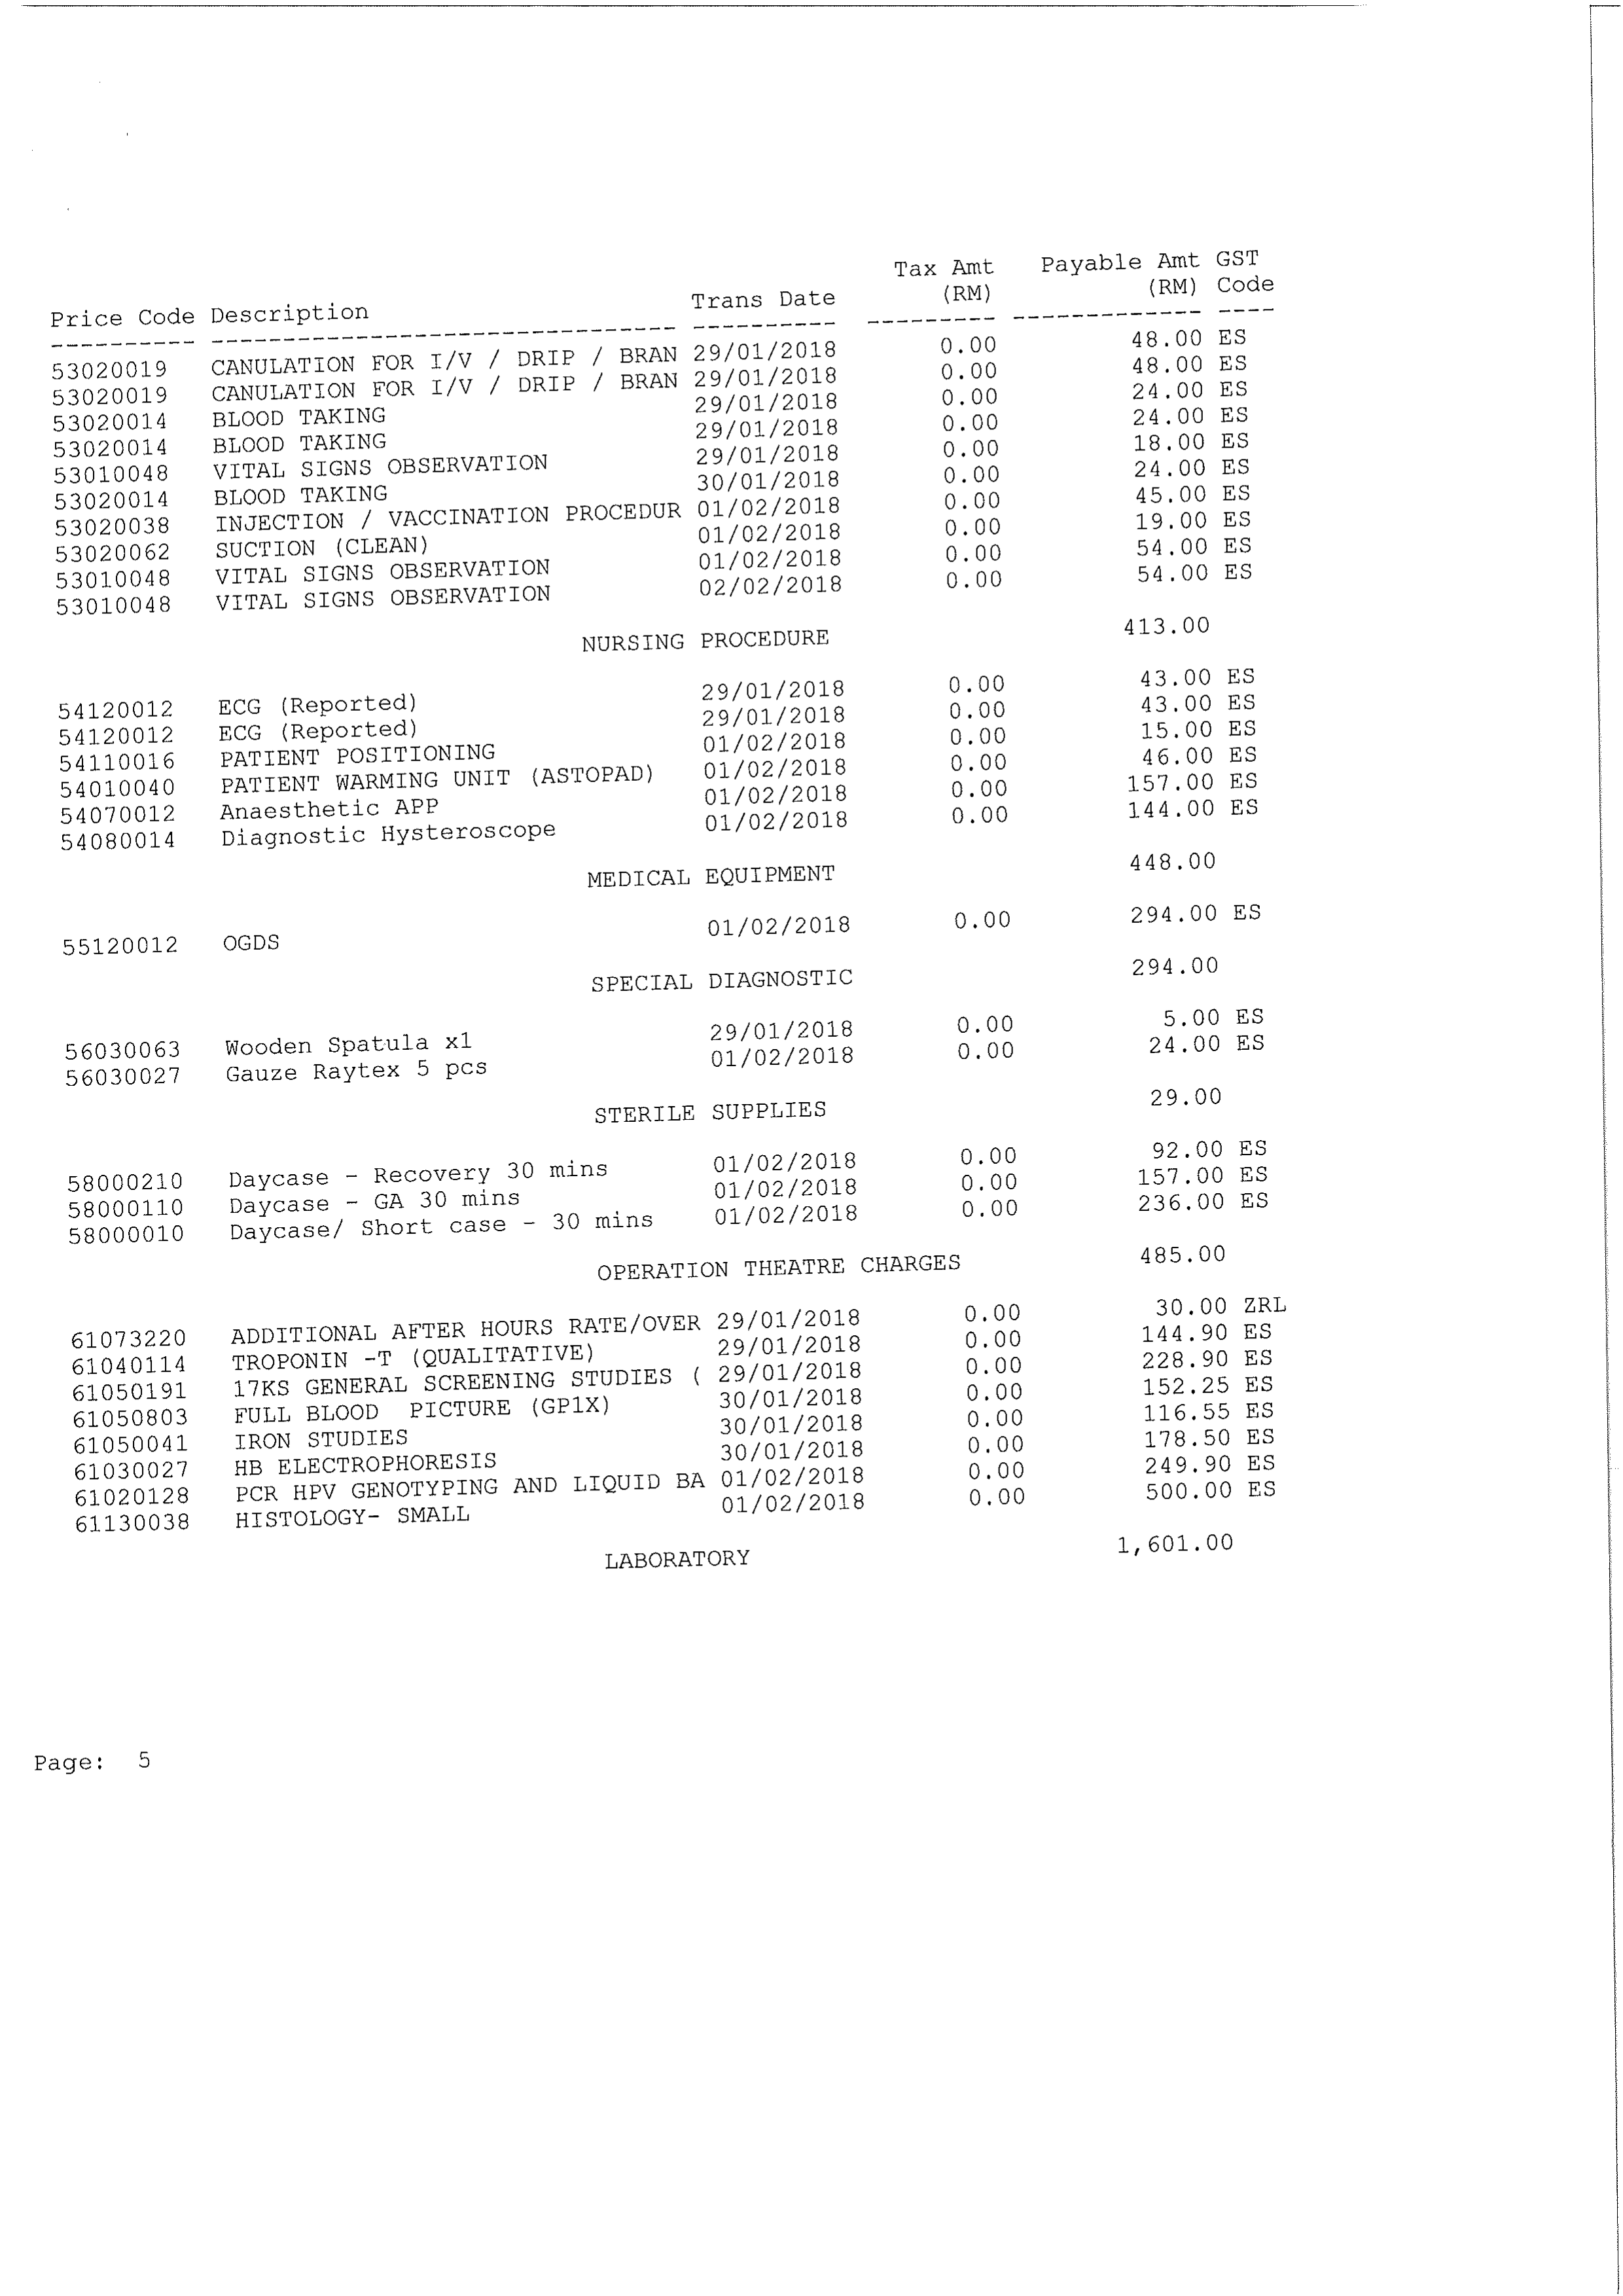 Tax Amt Payable Amt GST
Price Code Description Trans Date (RM) (RM) Code
---------- -------------------------------- ---------- --------- ------------- ----
53020019 CANULATION FOR I/V / DRIP / BRAN 29/01/2018 0.00 48.00 ES
53020019 CANULATION FOR I/V / DRIP / BRAN 29/01/2018 0.00 48.00 ES
53020014 BLOOD TAKING 29/01/2018 0.00 24.00 ES
53020014 BLOOD TAKING 29/01/2018 0.00 24.00 ES
53010048 VITAL SIGNS OBSERVATION 29/01/2018 0.00 18.00 ES
53020014 BLOOD TAKING 30/01/2018 0.00 24.00 ES
53020038 INJECTION / VACCINATION PROCEDUR 01/02/2018 0.00 45.00 ES
53020062 SUCTION (CLEAN) 01/02/2018 0.00 19.00 ES
53010048 VITAL SIGNS OBSERVATION 01/02/2018 0.00 54.00 ES
53010048 VITAL SIGNS OBSERVATION 02/02/2018 0.00 54.00 ES
NURSING PROCEDURE 413.00
54120012 ECG (Reported) 29/01/2018 0.00 43.00 ES
54120012 ECG (Reported) 29/01/2018 0.00 43.00 ES
54110016 PATIENT POSITIONING 01/02/2018 0.00 15.00 ES
54010040 PATIENT WARMING UNIT (ASTOPAD) 01/02/2018 0.00 46.00 ES
54070012 Anaesthetic APP 01/02/2018 0.00 157.00 ES
54080014 Diagnostic Hysteroscope 01/02/2018 0.00 144.00 ES
MEDICAL EQUIPMENT 448.00
55120012 OGDS 01/02/2018 0.00 294.00 ES
SPECIAL DIAGNOSTIC 294.00
56030063 Wooden Spatula x1 29/01/2018 0.00 5.00 ES
56030027 Gauze Raytex 5 pcs 01/02/2018 0.00 24.00 ES
STERILE SUPPLIES 29.00
58000210 Daycase - Recovery 30 mins 01/02/2018 0.00 92.00 ES
58000110 Daycase - GA 30 mins 01/02/2018 0.00 157.00 ES
58000010 Daycase/ Short case - 30 mins 01/02/2018 0.00 236.00 ES
OPERATION THEATRE CHARGES 485.00
61073220 ADDITIONAL AFTER HOURS RATE/OVER 29/01/2018 0.00 30.00 ZRL
61040114 TROPONIN -T (QUALITATIVE) 29/01/2018 0.00 144.90 ES
61050191 17KS GENERAL SCREENING STUDIES ( 29/01/2018 0.00 228.90 ES
61050803 FULL BLOOD PICTURE (GP1X) 30/01/2018 0.00 152.25 ES
61050041 IRON STUDIES 30/01/2018 0.00 116.55 ES
61030027 HB ELECTROPHORESIS 30/01/2018 0.00 178.50 ES
61020128 PCR HPV GENOTYPING AND LIQUID BA 01/02/2018 0.00 249.90 ES
61130038 HISTOLOGY- SMALL 01/02/2018 0.00 500.00 ES
LABORATORY 1,601.00
Page: 5